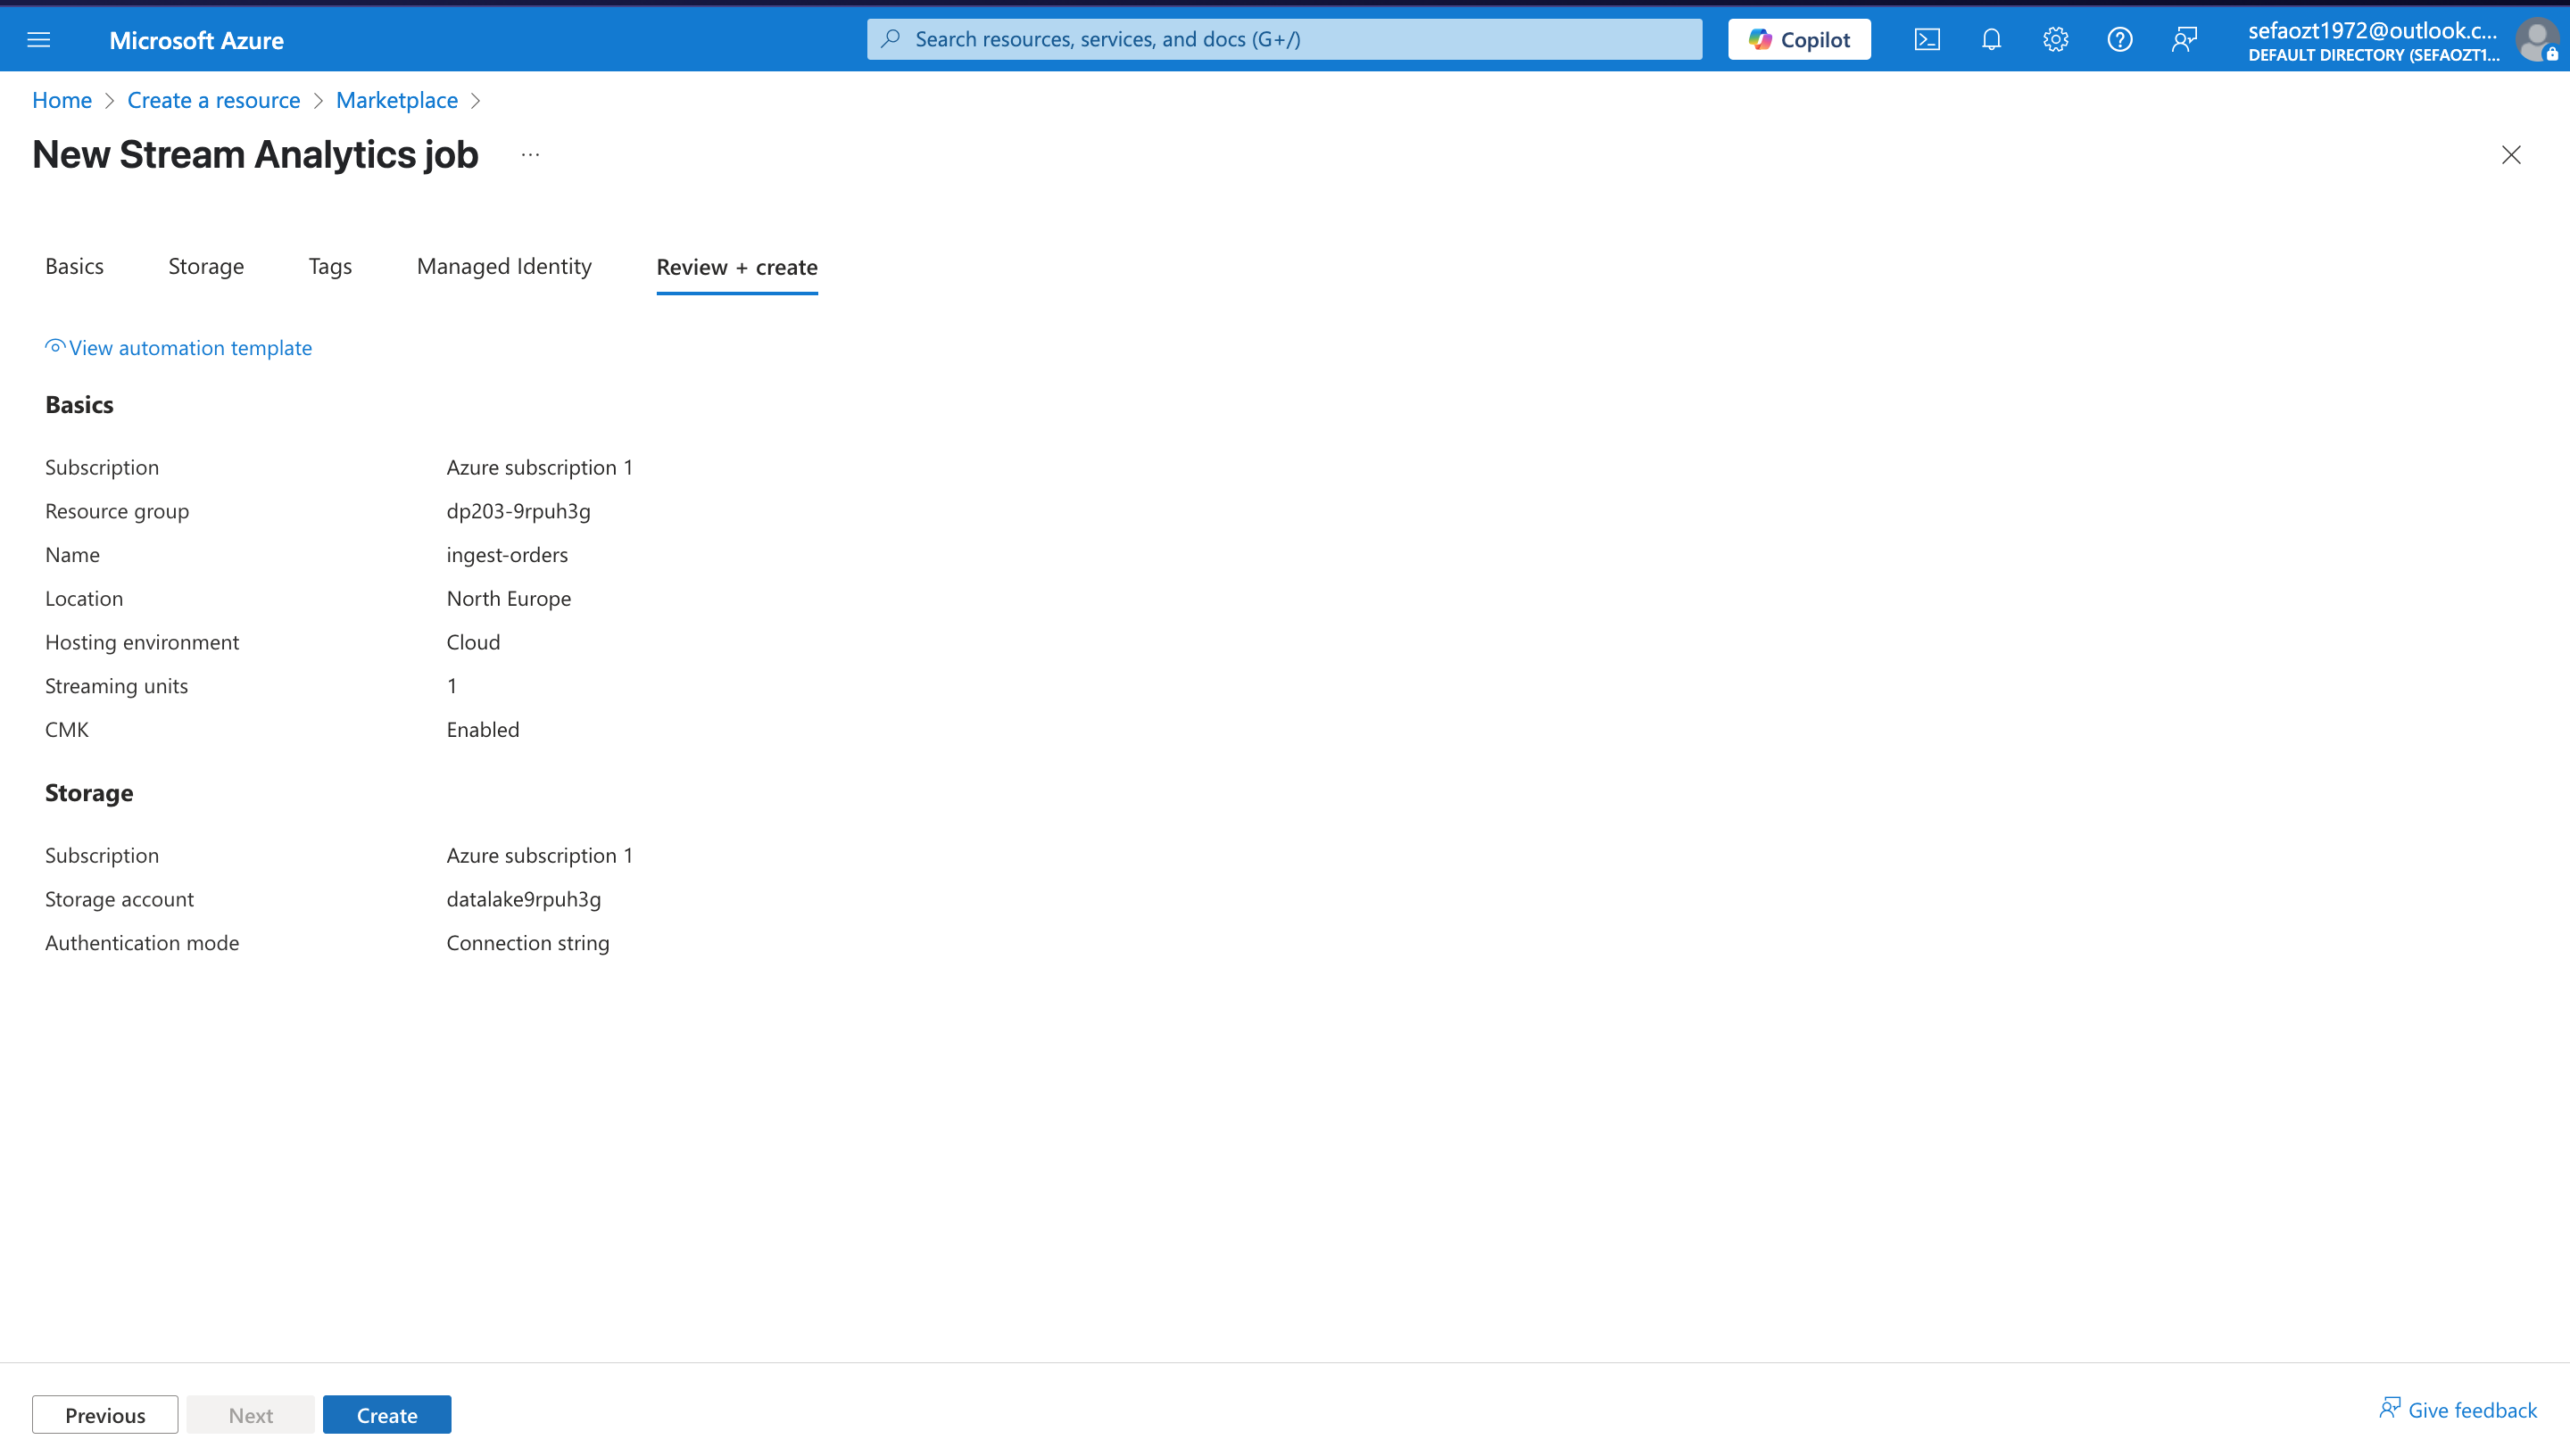 Microsoft Azure
Search resources, services, and docs (G+/)
Copilot
sefaozt1972@outlook.c...
DEFAULT DIRECTORY (SEFAOZT1...
Home > Create a resource > Marketplace >
New Stream Analytics job ...
Basics Storage Tags Managed Identity Review + create
View automation template
Basics
Subscription Azure subscription 1
Resource group dp203-9rpuh3g
Name ingest-orders
Location North Europe
Hosting environment Cloud
Streaming units 1
CMK Enabled
Storage
Subscription Azure subscription 1
Storage account datalake9rpuh3g
Authentication mode Connection string
Previous Next Create
Give feedback